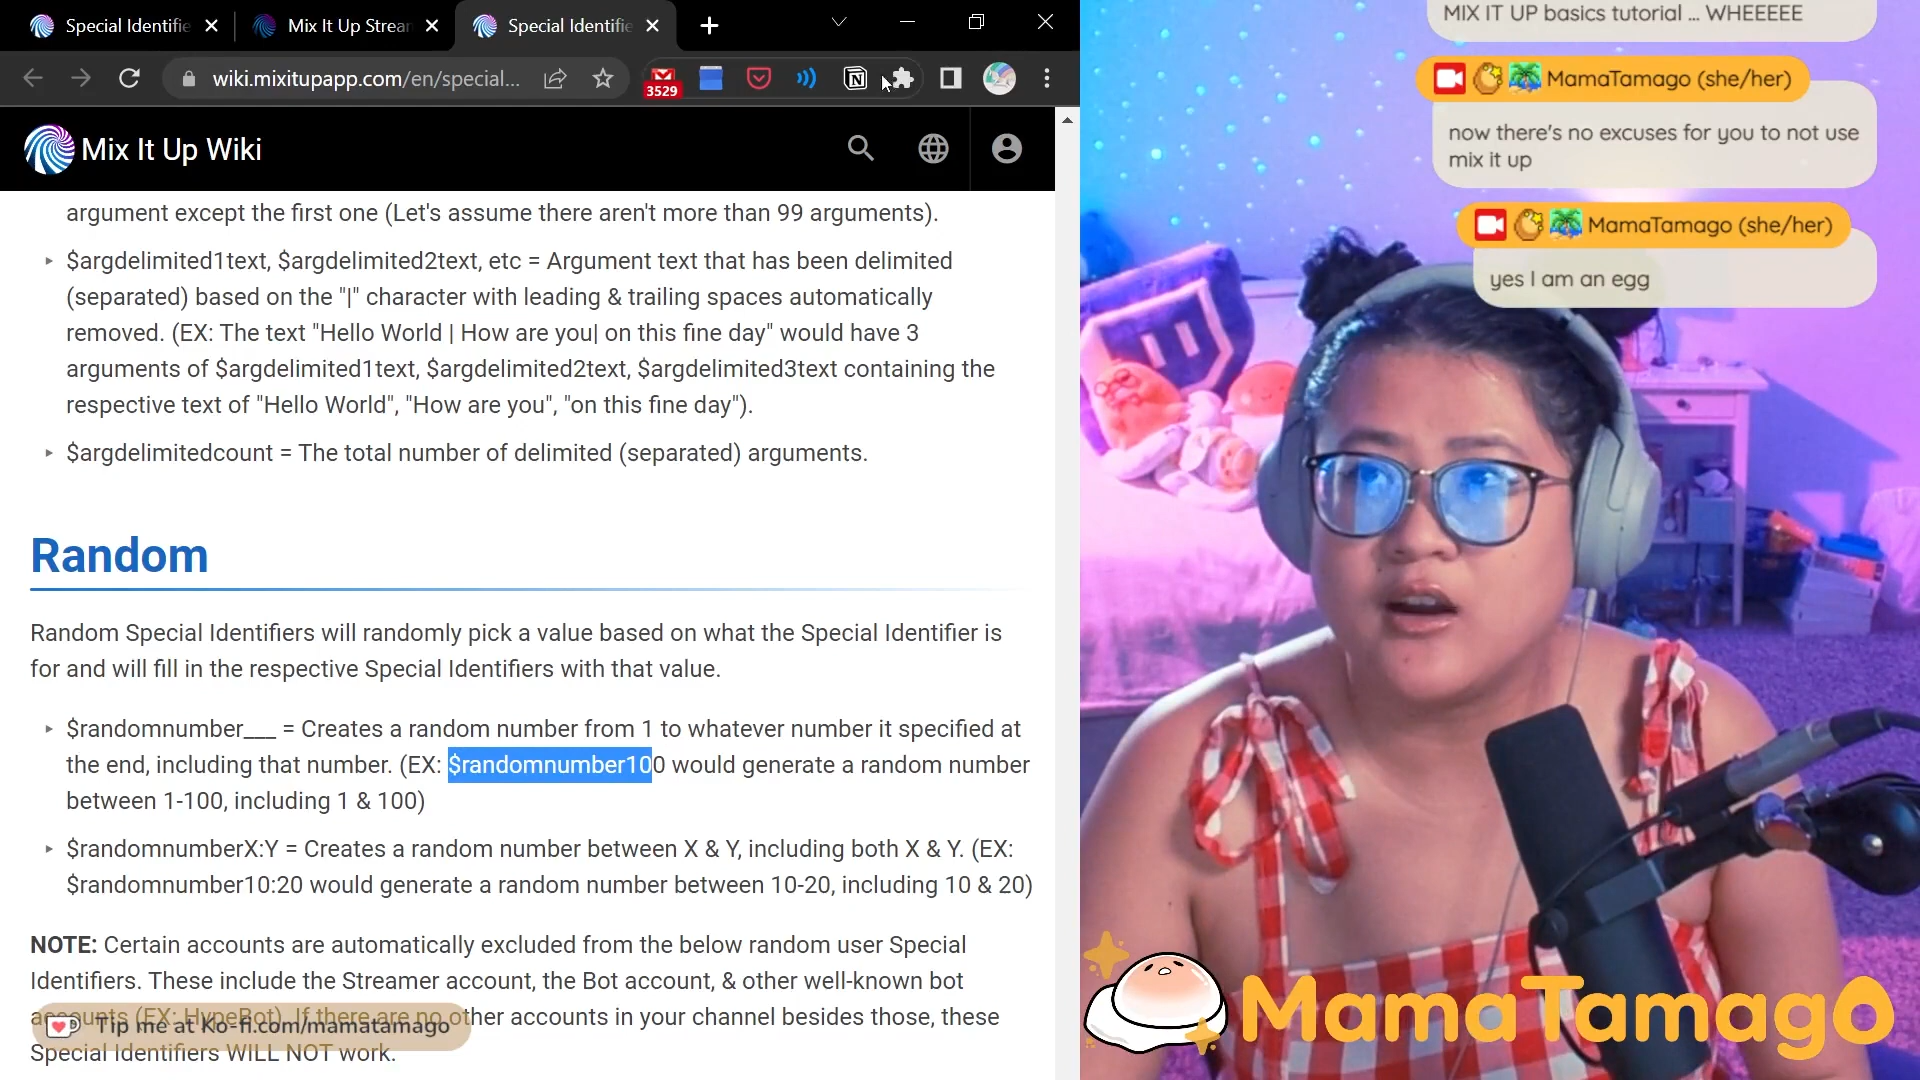 Special Identifie
Mix It Up Strear
Special Identifie
wiki.mixitupapp.com/en/special...
3529
Mix It Up Wiki
argument except the first one (Let's assume there aren't more than 99 arguments).
$argdelimited1text, $argdelimited2text, etc = Argument text that has been delimited
(separated) based on the "|" character with leading & trailing spaces automatically
removed. (EX: The text "Hello World | How are you| on this fine day" would have 3
arguments of $argdelimited1text, $argdelimited2text, $argdelimited3text containing the
respective text of "Hello World", "How are you", "on this fine day").
$argdelimitedcount = The total number of delimited (separated) arguments.
Random
Random Special Identifiers will randomly pick a value based on what the Special Identifier is
for and will fill in the respective Special Identifiers with that value.
$randomnumber___ = Creates a random number from 1 to whatever number it specified at
the end, including that number. (EX: $randomnumber100 would generate a random number
between 1-100, including 1 & 100)
$randomnumberX:Y = Creates a random number between X & Y, including both X & Y. (EX:
$randomnumber10:20 would generate a random number between 10-20, including 10 & 20)
NOTE: Certain accounts are automatically excluded from the below random user Special
Identifiers. These include the Streamer account, the Bot account, & other well-known bot
accounts (EX: HypeBot). If there are no other accounts in your channel besides those, these
Tip me at Ko-fi.com/mamatamago
Special Identifiers WILL NOT work.
MIX IT UP basics tutorial ... WHEEEEE
MamaTamago (she/her)
now there's no excuses for you to not use
mix it up
MamaTamago (she/her)
yes I am an egg
MamaTamago